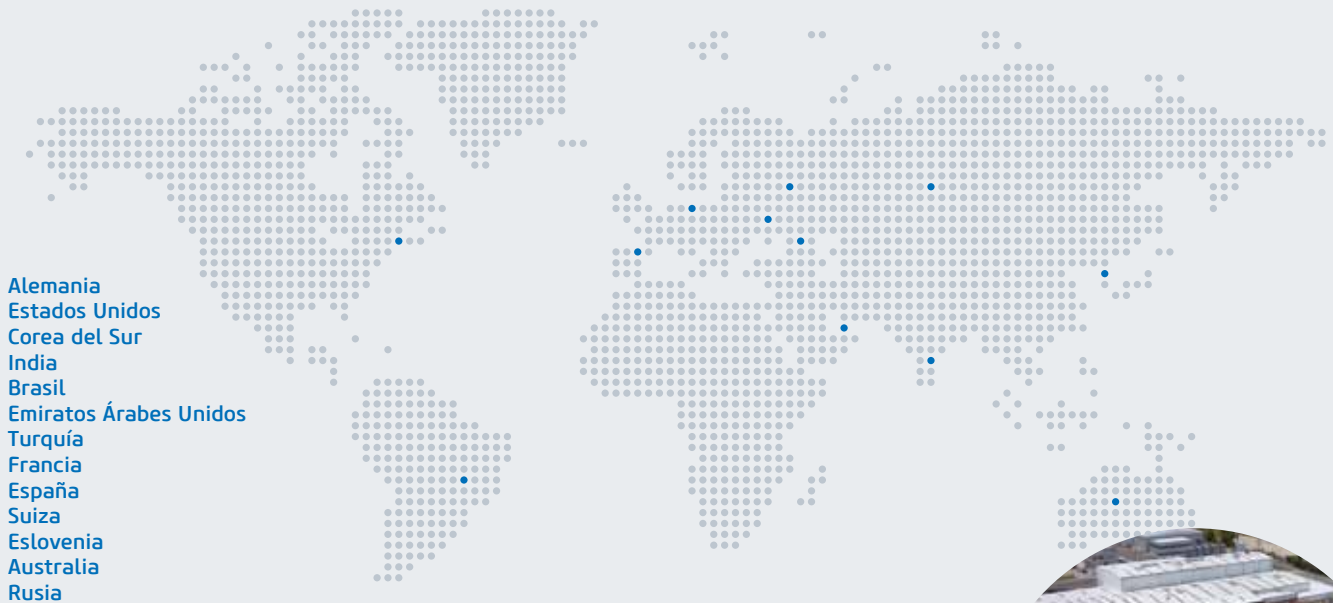 Alemania
Estados Unidos
Corea del Sur
India
Brasil
Emiratos Árabes Unidos
Turquía
Francia
España
Suiza
Eslovenia
Australia
Rusia